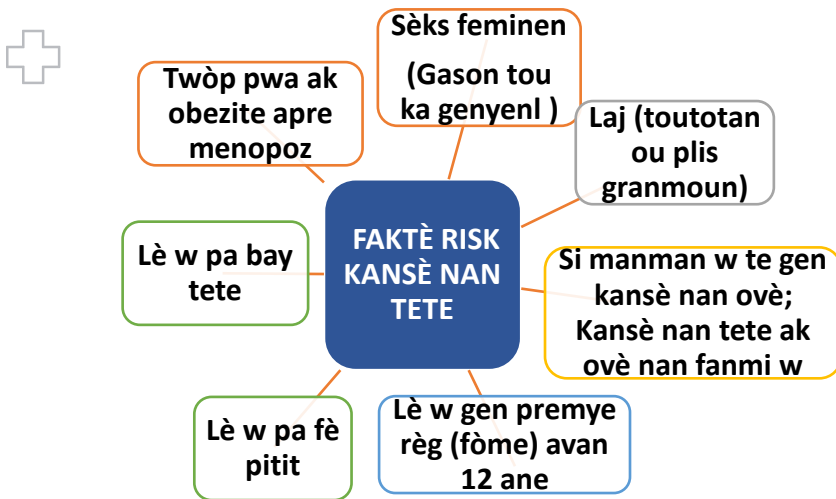 Sèks feminen
(Gason tou
ka genyenl )
Twòp pwa ak
obezite apre
menopoz
Laj (toutotan
ou plis
granmoun)
FAKTÈ RISK
KANSÈ NAN
TETE
Lè w pa bay
tete
Si manman w te gen
kansè nan ovè;
Kansè nan tete ak
ovè nan fanmi w
Lè w pa fè
pitit
Lè w gen premye
règ (fòme) avan
12 ane